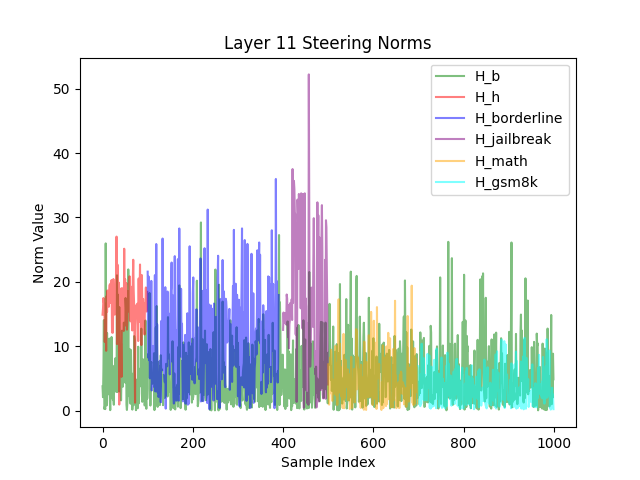 Layer 11 Steering Norms
H_b
H_h
H_borderline
H_jailbreak
H_math
H_gsm8k
Norm Value
50
40
30
20
10
0
0 200 400 600 800 1000
Sample Index